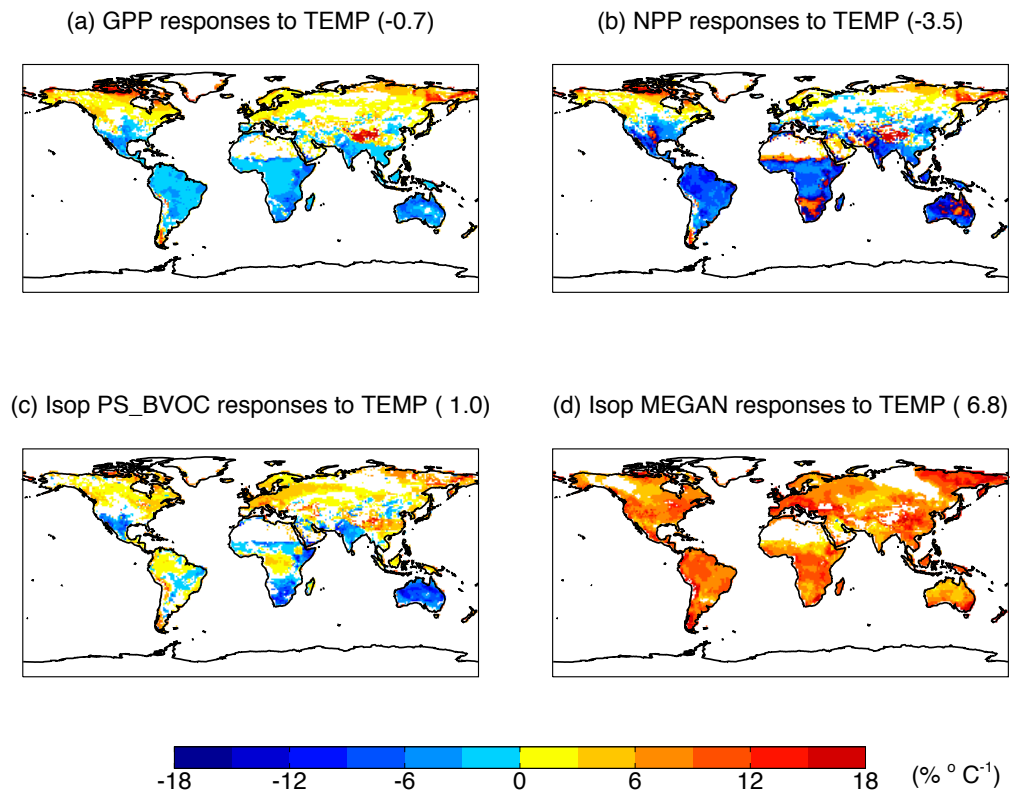 (a) GPP responses to TEMP (-0.7)
(b) NPP responses to TEMP (-3.5)
(c) Isop PS_BVOC responses to TEMP ( 1.0)
(d) Isop MEGAN responses to TEMP ( 6.8)
-18 -12 -6 0 6 12 18 (% ° C⁻¹)